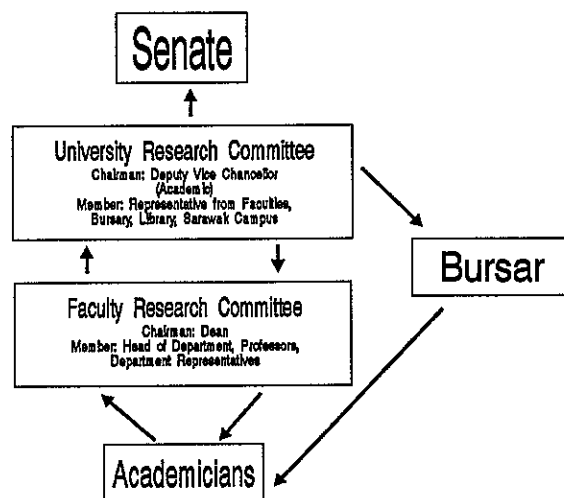 Senate
University Research Committee
Chairman: Deputy Vice Chancellor
(Academic)
Member: Representative from Faculties,
Bursary, Library, Sarawak Campus
Bursar
Faculty Research Committee
Chairman: Dean
Member: Head of Department, Professors,
Department Representatives
Academicians